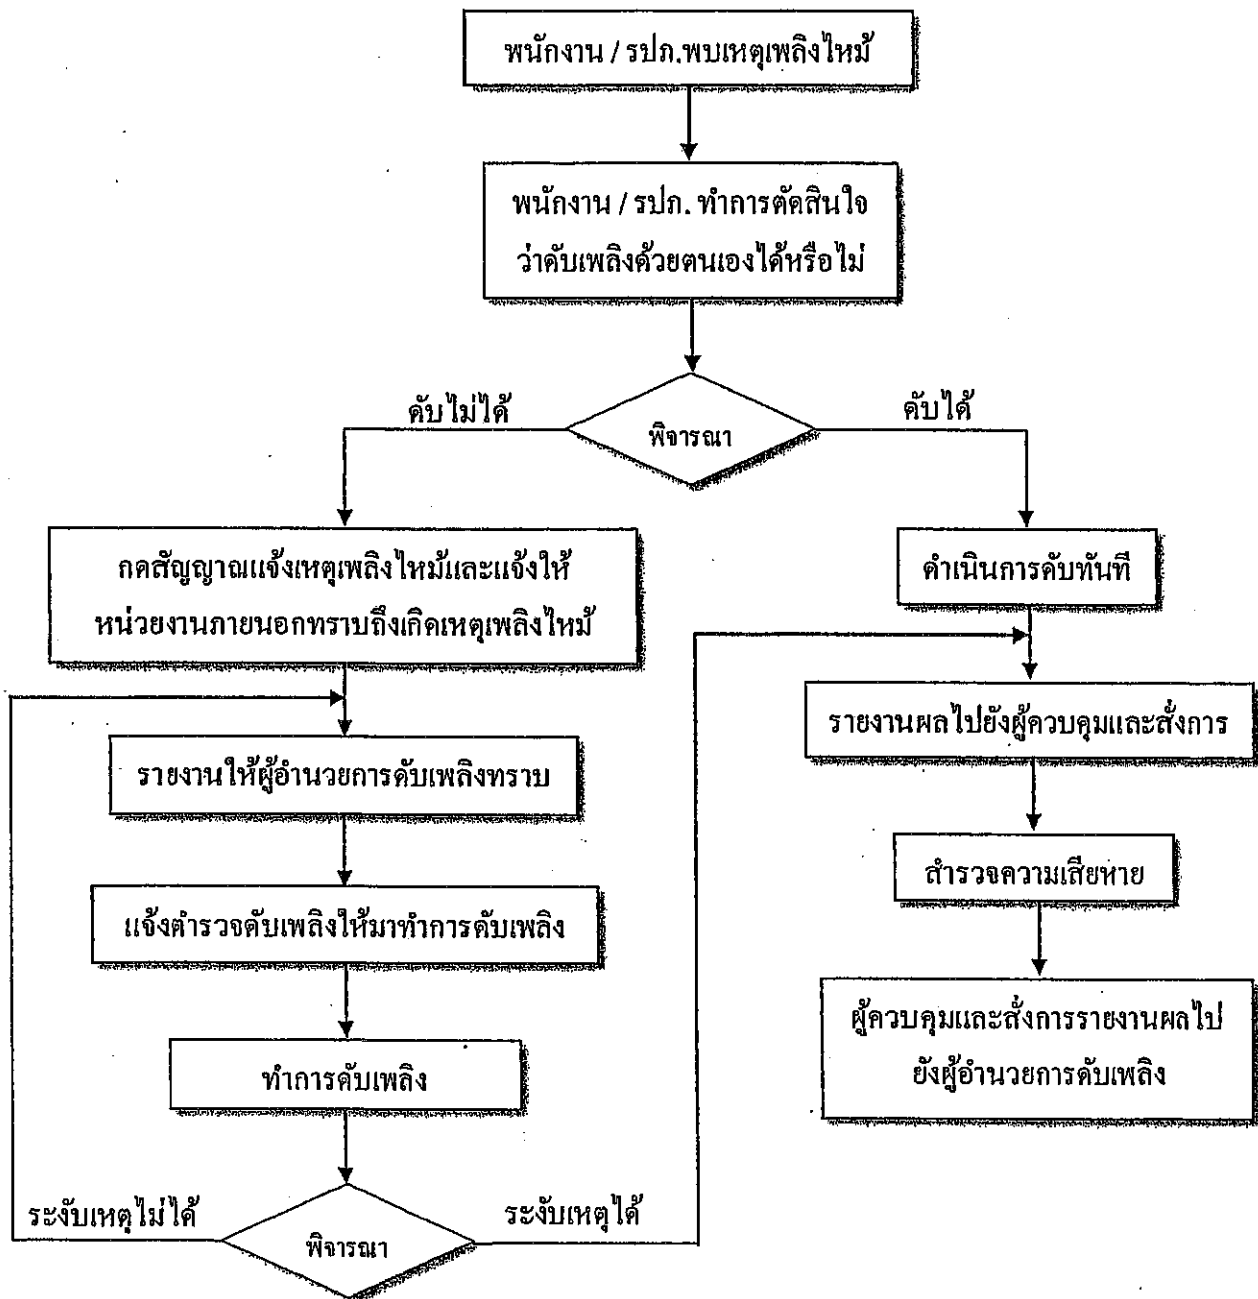 พนักงาน / รปภ.พบเหตุเพลิงไหม้
พนักงาน / รปภ. ทำการตัดสินใจ
ว่าดับเพลิงด้วยตนเองได้หรือไม่
ดับไม่ได้
พิจารณา
ดับได้
กดสัญญาณแจ้งเหตุเพลิงไหม้และแจ้งให้
หน่วยงานภายนอกทราบถึงเกิดเหตุเพลิงไหม้
รายงานให้ผู้อำนวยการดับเพลิงทราบ
แจ้งตำรวจดับเพลิงให้มาทำการดับเพลิง
ทำการดับเพลิง
ระงับเหตุไม่ได้
พิจารณา
ระงับเหตุได้
ดำเนินการดับทันที
รายงานผลไปยังผู้ควบคุมและสั่งการ
สำรวจความเสียหาย
ผู้ควบคุมและสั่งการรายงานผลไป
ยังผู้อำนวยการดับเพลิง